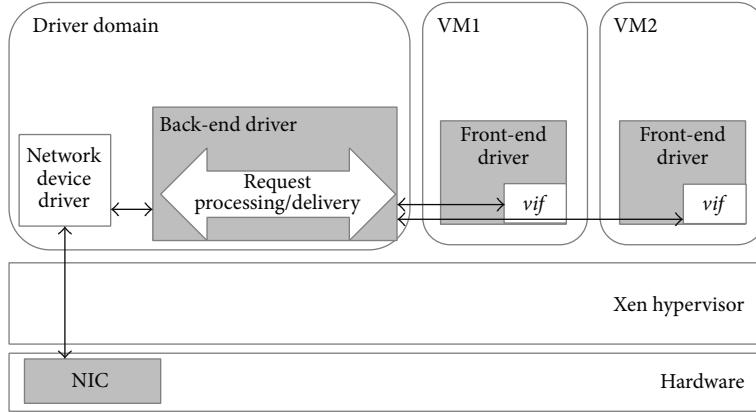 Driver domain
VM1
VM2
Back-end driver
Network
device
driver
Request
processing/delivery
Front-end
driver
vif
Front-end
driver
vif
Xen hypervisor
NIC
Hardware